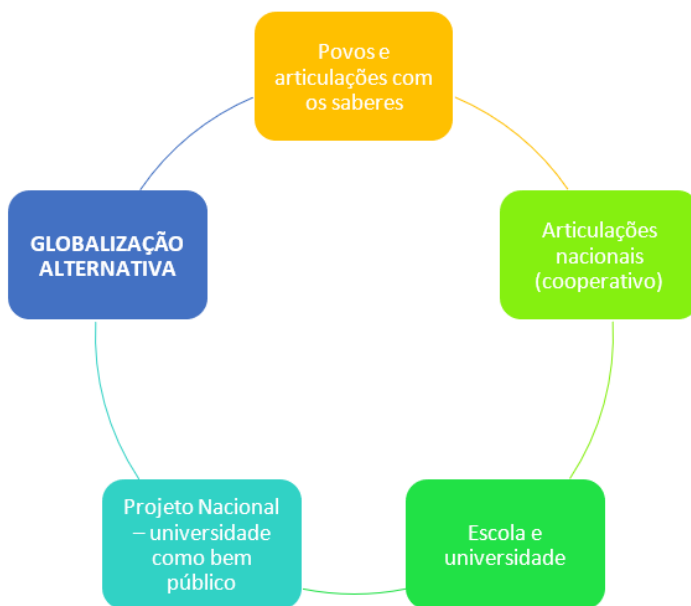 Povos e
articulações com
os saberes
Articulações
nacionais
(cooperativo)
Escola e
universidade
Projeto Nacional
– universidade
como bem
público
GLOBALIZAÇÃO
ALTERNATIVA